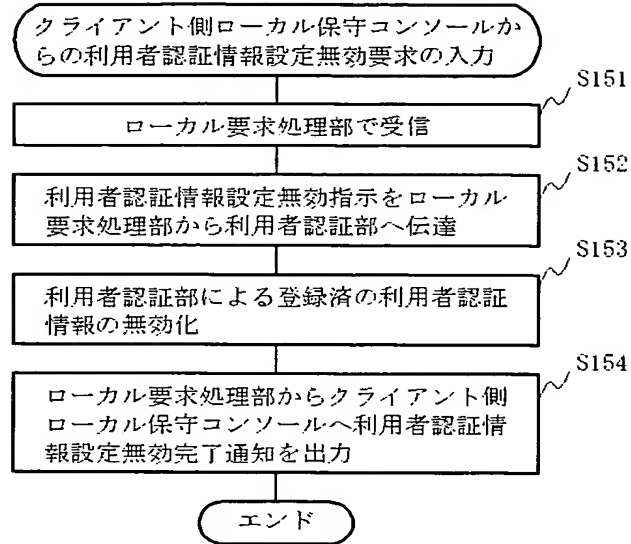 クライアント側ローカル保守コンソールか
らの利用者認証情報設定無効要求の入力
S151
ローカル要求処理部で受信
S152
利用者認証情報設定無効指示をローカル
要求処理部から利用者認証部へ伝達
S153
利用者認証部による登録済の利用者認証
情報の無効化
S154
ローカル要求処理部からクライアント側
ローカル保守コンソールへ利用者認証情
報設定無効完了通知を出力
エンド